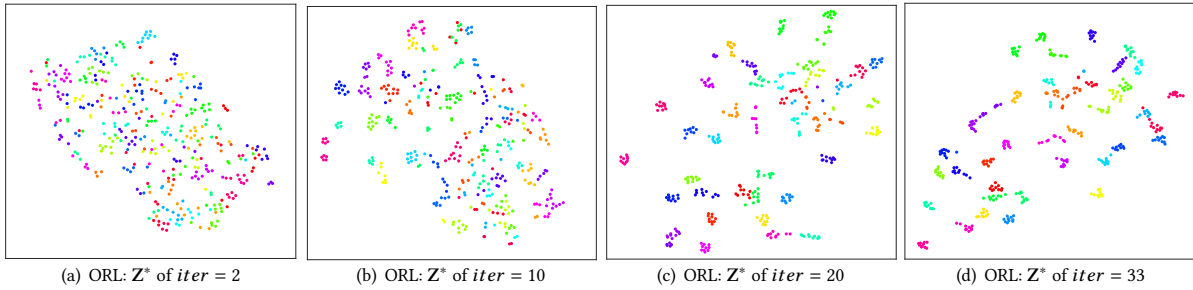 (a) ORL: Z* of iter = 2
(b) ORL: Z* of iter = 10
(c) ORL: Z* of iter = 20
(d) ORL: Z* of iter = 33